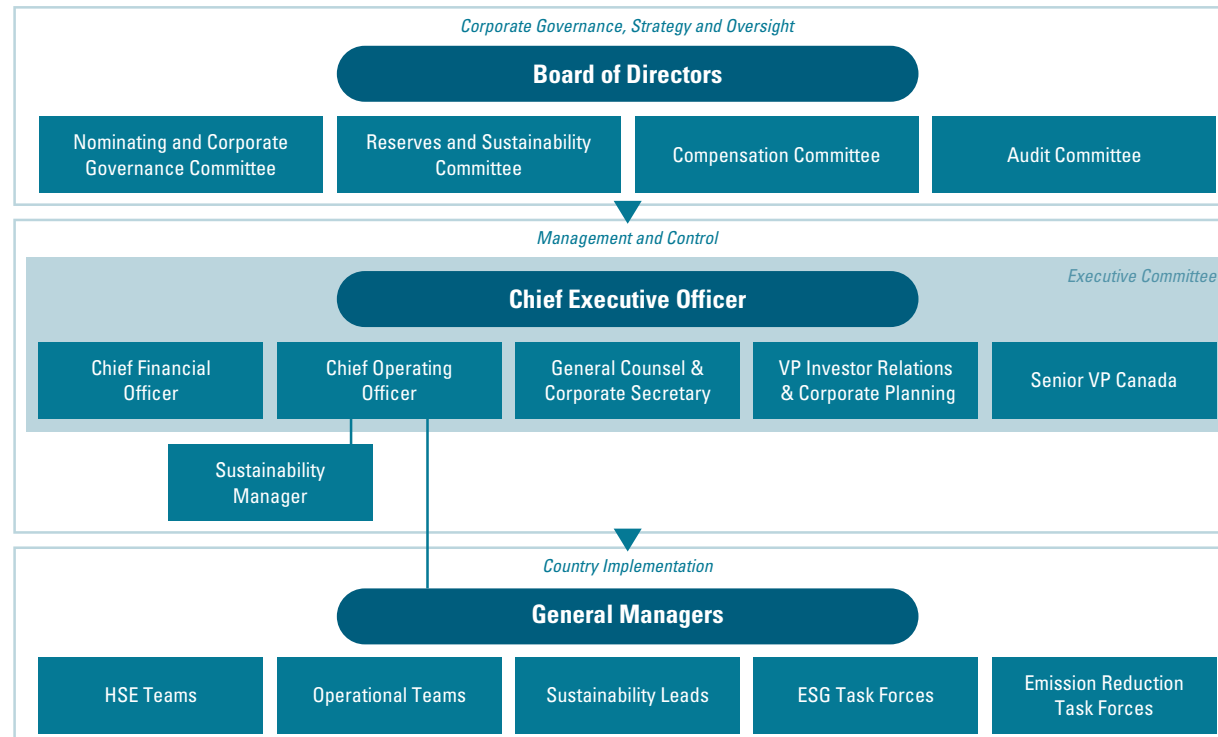 Corporate Governance, Strategy and Oversight
Board of Directors
Nominating and Corporate
Governance Committee
Reserves and Sustainability
Committee
Compensation Committee
Audit Committee
Management and Control
Executive Committee
Chief Executive Officer
Chief Financial
Officer
Chief Operating
Officer
General Counsel &
Corporate Secretary
VP Investor Relations
& Corporate Planning
Senior VP Canada
Sustainability
Manager
Country Implementation
General Managers
HSE Teams
Operational Teams
Sustainability Leads
ESG Task Forces
Emission Reduction
Task Forces